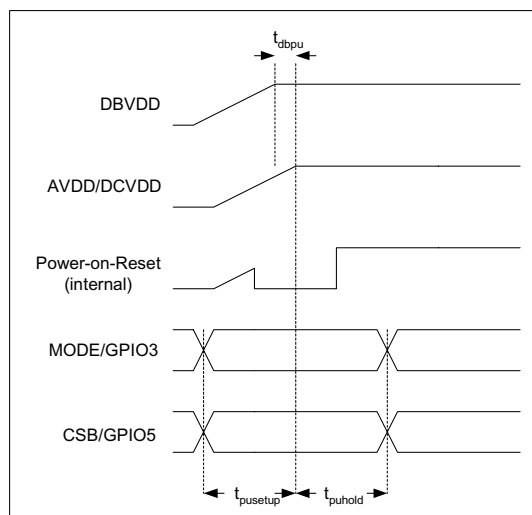 tdbpu
DBVDD
AVDD/DCVDD
Power-on-Reset
(internal)
MODE/GPIO3
CSB/GPIO5
tpusetup
tpuhold